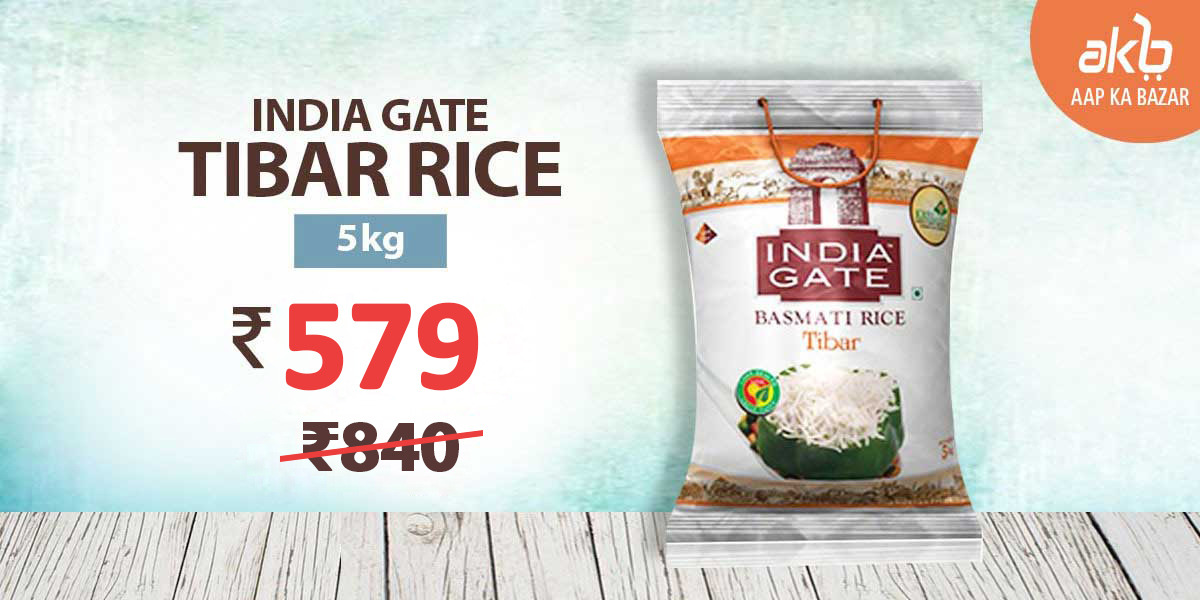 akb
AAP KA BAZAR
INDIA GATE
TIBAR RICE
5kg
₹ 579
₹840
INDIA
GATE
BASMATI RICE
Tibar